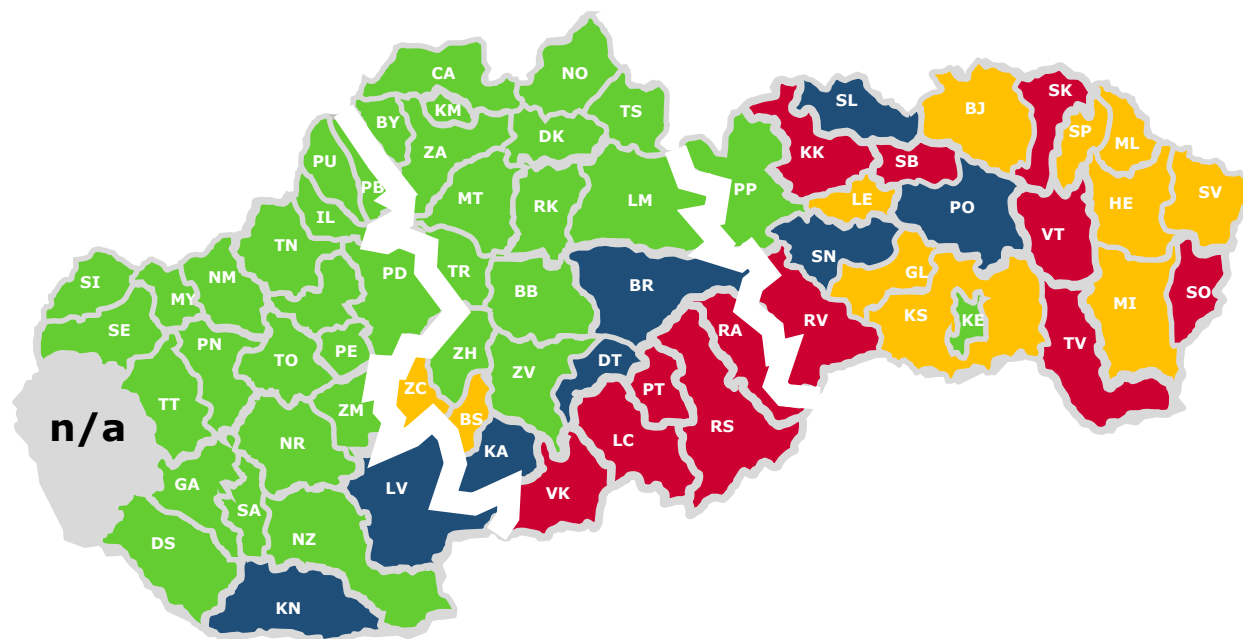 CA
NO
KM
BY
TS
ZA
DK
PU
PB
IL
MT
RK
LM
PP
TN
SI
MY
NM
PD
TR
BB
BR
SE
PN
TO
PE
ZH
ZV
DT
RA
TT
ZM
ZC
BS
PT
n/a
NR
KA
LC
RS
GA
SA
LV
VK
DS
NZ
KN
SL
BJ
SK
SP
ML
KK
SB
LE
PO
HE
SV
VT
SN
GL
KS
KE
RV
MI
SO
TV